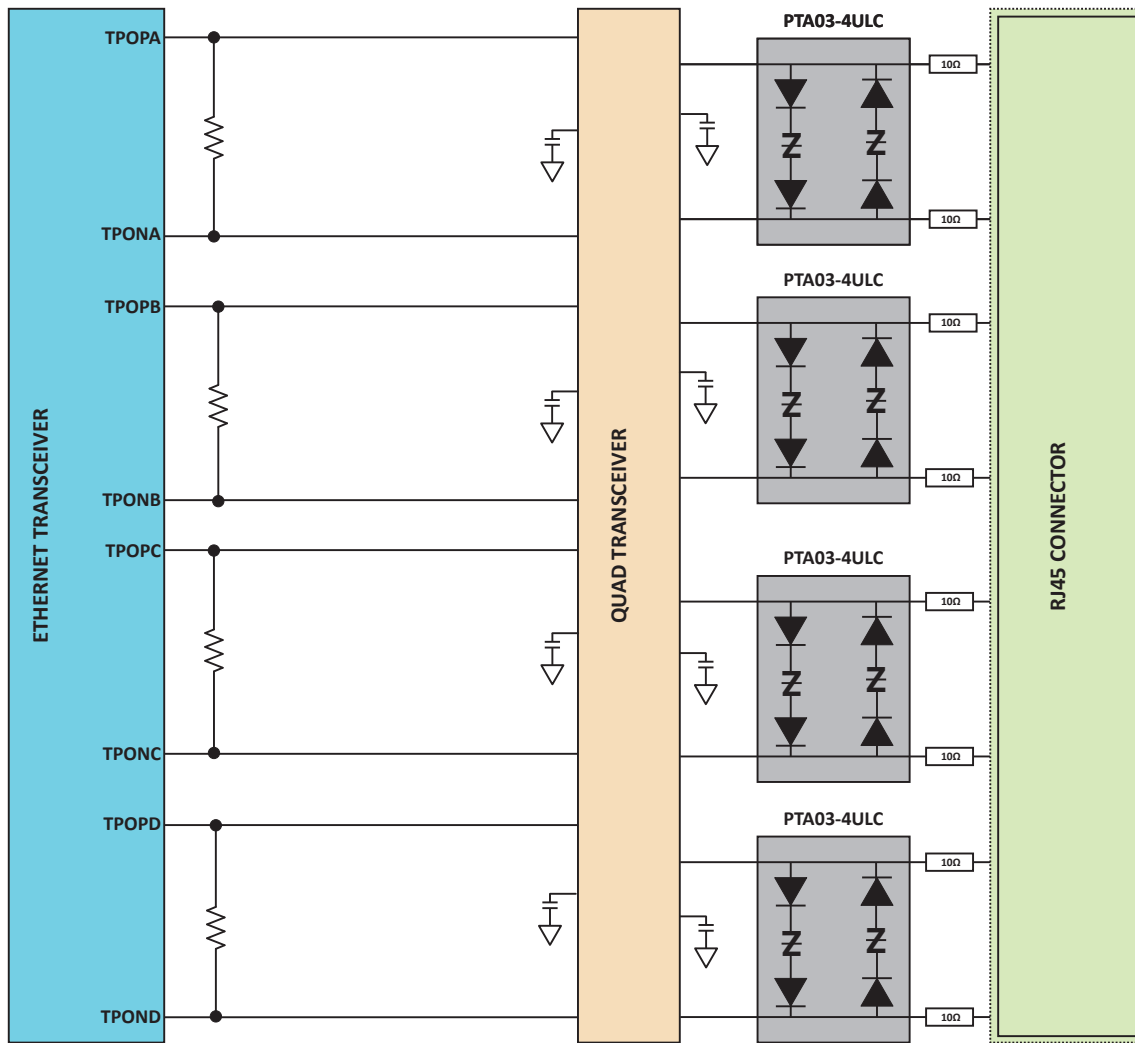 PTA03-4ULC
TPOPA
10Ω
10Ω
TPONA
PTA03-4ULC
TPOPB
10Ω
10Ω
TPONB
ETHERNET TRANSCEIVER
QUAD TRANSCEIVER
RJ45 CONNECTOR
TPOPC
PTA03-4ULC
10Ω
TPONC
10Ω
TPOPD
PTA03-4ULC
10Ω
TPOND
10Ω